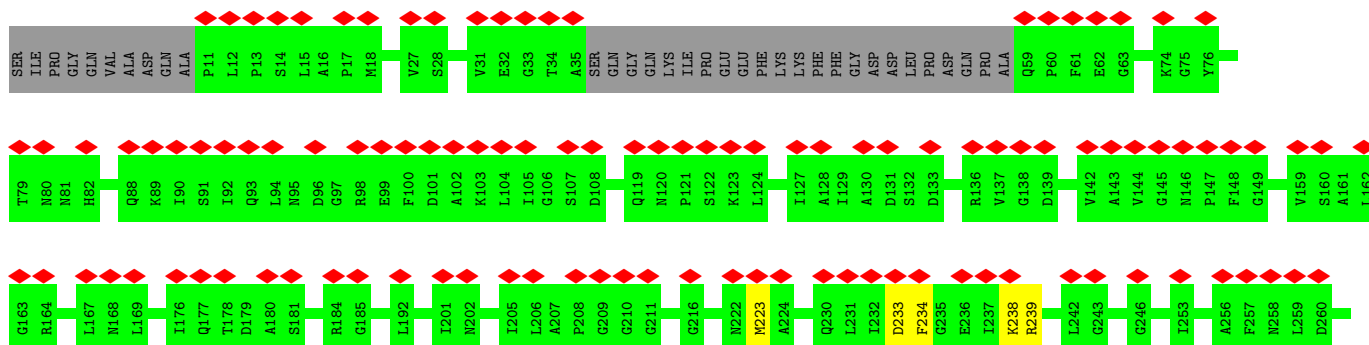 SER ILE PRO GLY GLN VAL ALA ASP GLN ALA P11 L12 P13 S14 L15 A16 P17 M18 V27 S28 V31 E32 G33 T34 A35 SER GLN GLY GLN LYS ILE PRO GLU GLU PHE LYS LYS PHE PHE GLY ASP ASP LEU PRO ASP GLN PRO ALA Q59 P60 F61 E62 G63 K74 G75 Y76
T79 N80 N81 H82 Q88 K89 I90 S91 I92 Q93 L94 N95 D96 G97 R98 E99 F100 D101 A102 K103 L104 I105 G106 S107 D108 Q119 N120 P121 S122 K123 L124 I127 A128 I129 A130 D131 S132 D133 R136 V137 G138 D139 V142 A143 V144 G145 N146 P147 F148 G149 V159 S160 A161 L162
G163 R164 L167 N168 L169 I176 Q177 T178 D179 A180 S181 R184 G185 L192 I201 N202 I205 L206 A207 P208 G209 G210 G211 G216 N222 M223 A224 Q230 L231 I232 D233 F234 G235 E236 I237 K238 R239 L242 G243 G246 I253 A256 F257 N258 L259 D260